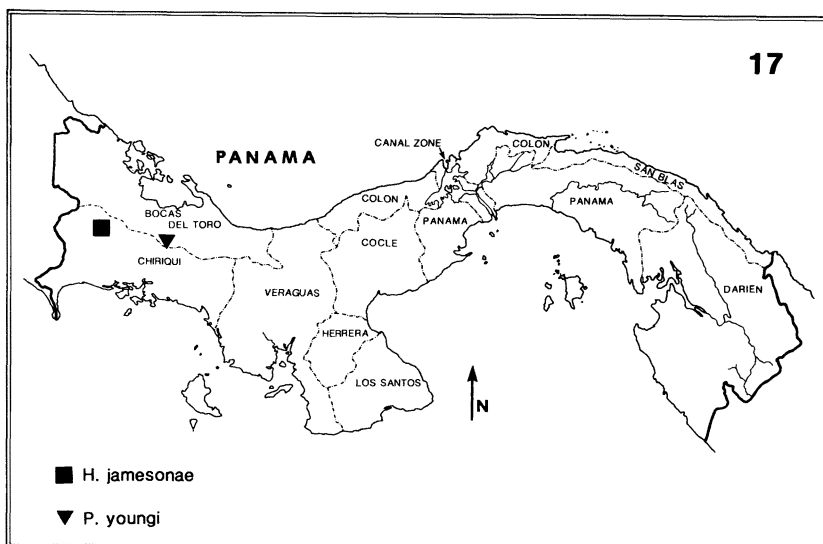 17
PANAMA
CANAL ZONE
COLON
SAN BLAS
COLON
PANAMA
PANAMA
BOCAS
DEL TORO
COCLE
CHIRIQUI
VERAGUAS
DARIEN
HERRERA
LOS SANTOS
N
H. jamesonae
P. youngi